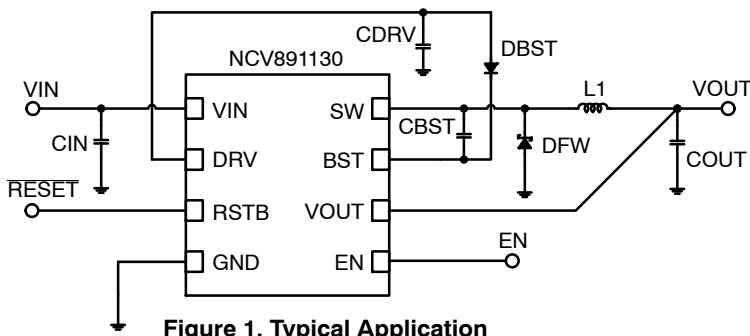 CDRV
DBST
NCV891130
VIN
VIN
SW
L1
VOUT
CIN
CBST
DFW
COUT
DRV
BST
RESET
RSTB
VOUT
EN
GND
EN
Figure 1. Typical Application